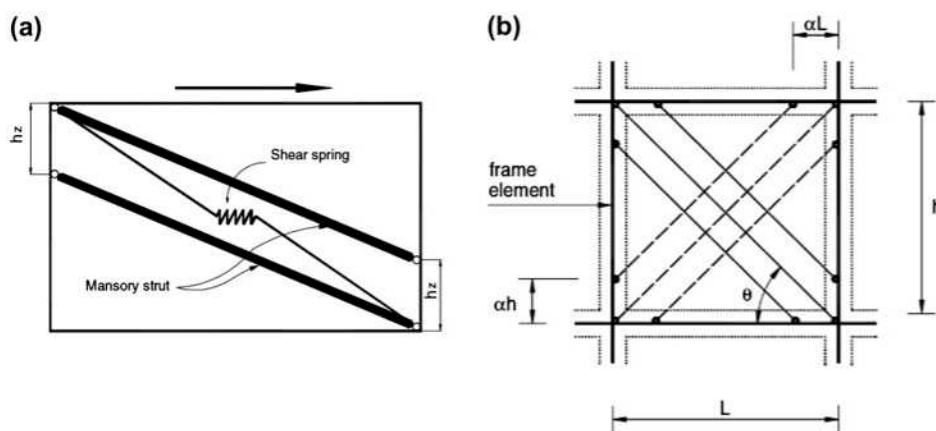 (a)
hz
Shear spring
Mansory strut
hz
(b)
αL
frame
element
αh
θ
L